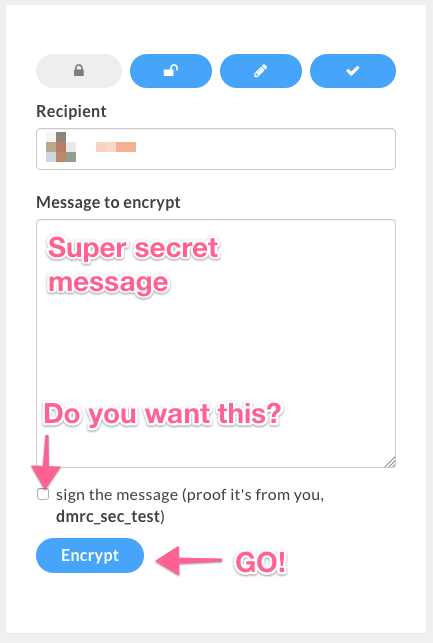 Recipient
Message to encrypt
Super secret
message
Do you want this?
sign the message (proof it's from you,
dmrc_sec_test)
Encrypt
GO!